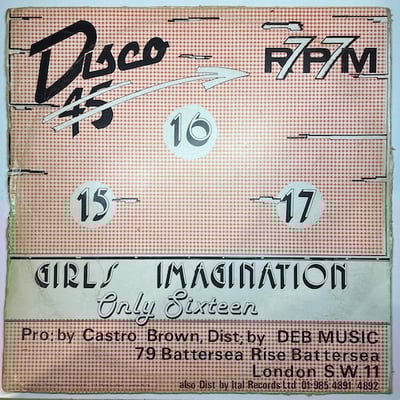 Disco
45
R77PM
16
15
17
GIRLS IMAGINATION
Only Sixteen
Pro: by Castro Brown, Dist; by DEB MUSIC
79 Battersea Rise Battersea
London S.W 11
also Dist by Ital Records Ltd 01-985 4891 4892